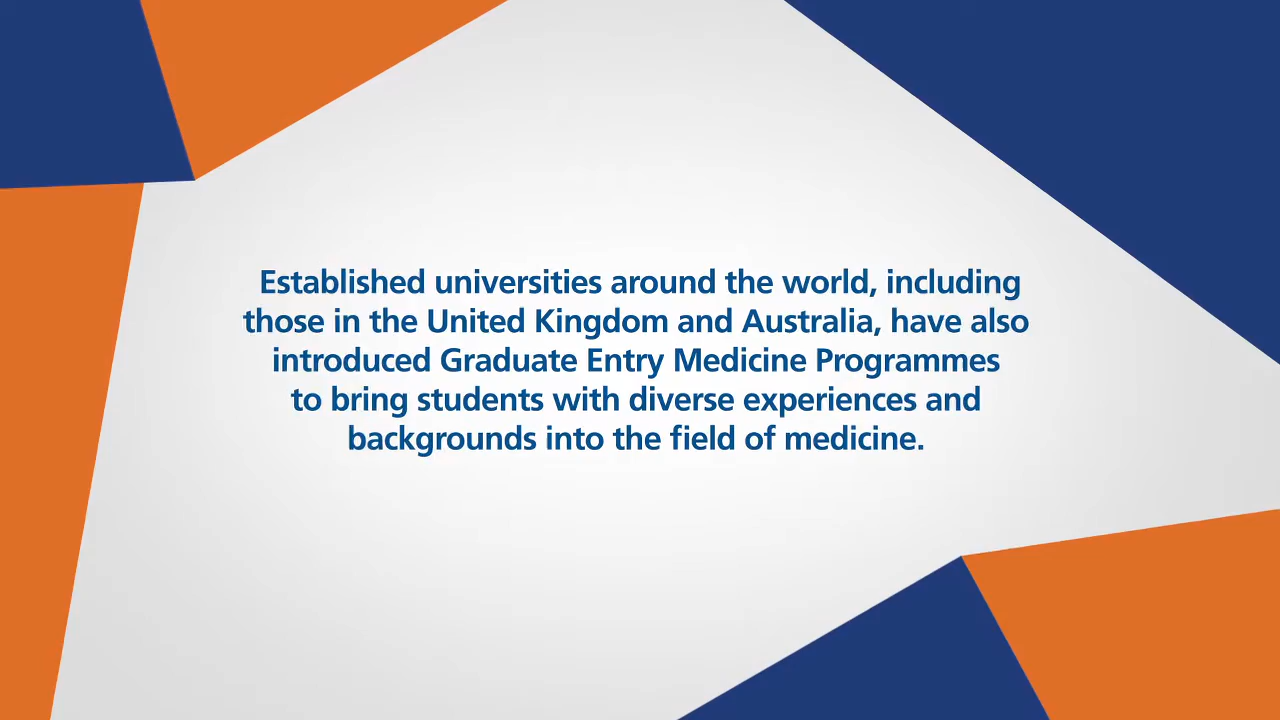 Established universities around the world, including
those in the United Kingdom and Australia, have also
introduced Graduate Entry Medicine Programmes
to bring students with diverse experiences and
backgrounds into the field of medicine.